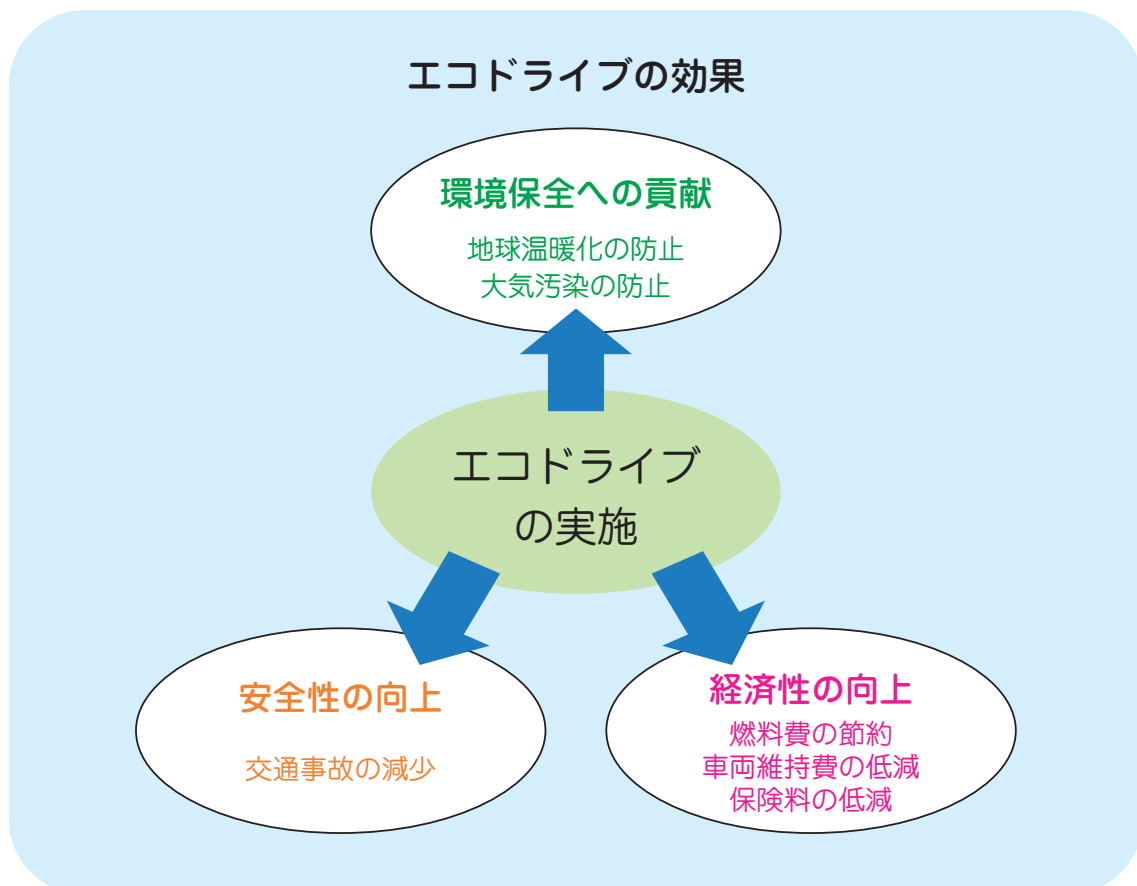 エコドライブの効果
環境保全への貢献
地球温暖化の防止
大気汚染の防止
エコドライブ
の実施
安全性の向上
交通事故の減少
経済性の向上
燃料費の節約
車両維持費の低減
保険料の低減